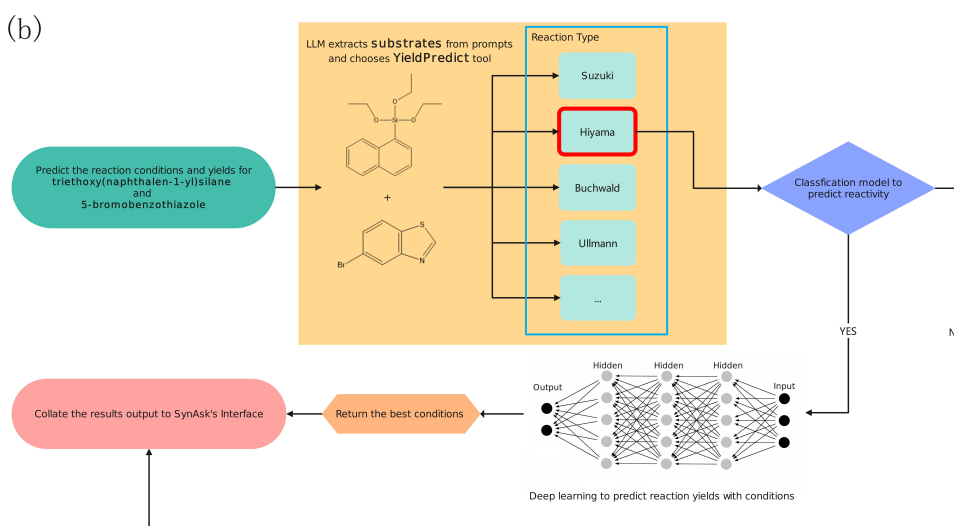 (b)
LLM extracts substrates from prompts
and chooses YieldPredict tool
Reaction Type
Suzuki
Hiyama
Buchwald
Ullmann
...
Predict the reaction conditions and yields for
triethoxy(naphthalen-1-yl)silane
and
5-bromobenzothiazole
O
O
Si
O
+
S
Br
N
Classfication model to
predict reactivity
YES
N
Hidden
Hidden
Hidden
Output
Input
Collate the results output to SynAsk's Interface
Return the best conditions
Deep learning to predict reaction yields with conditions